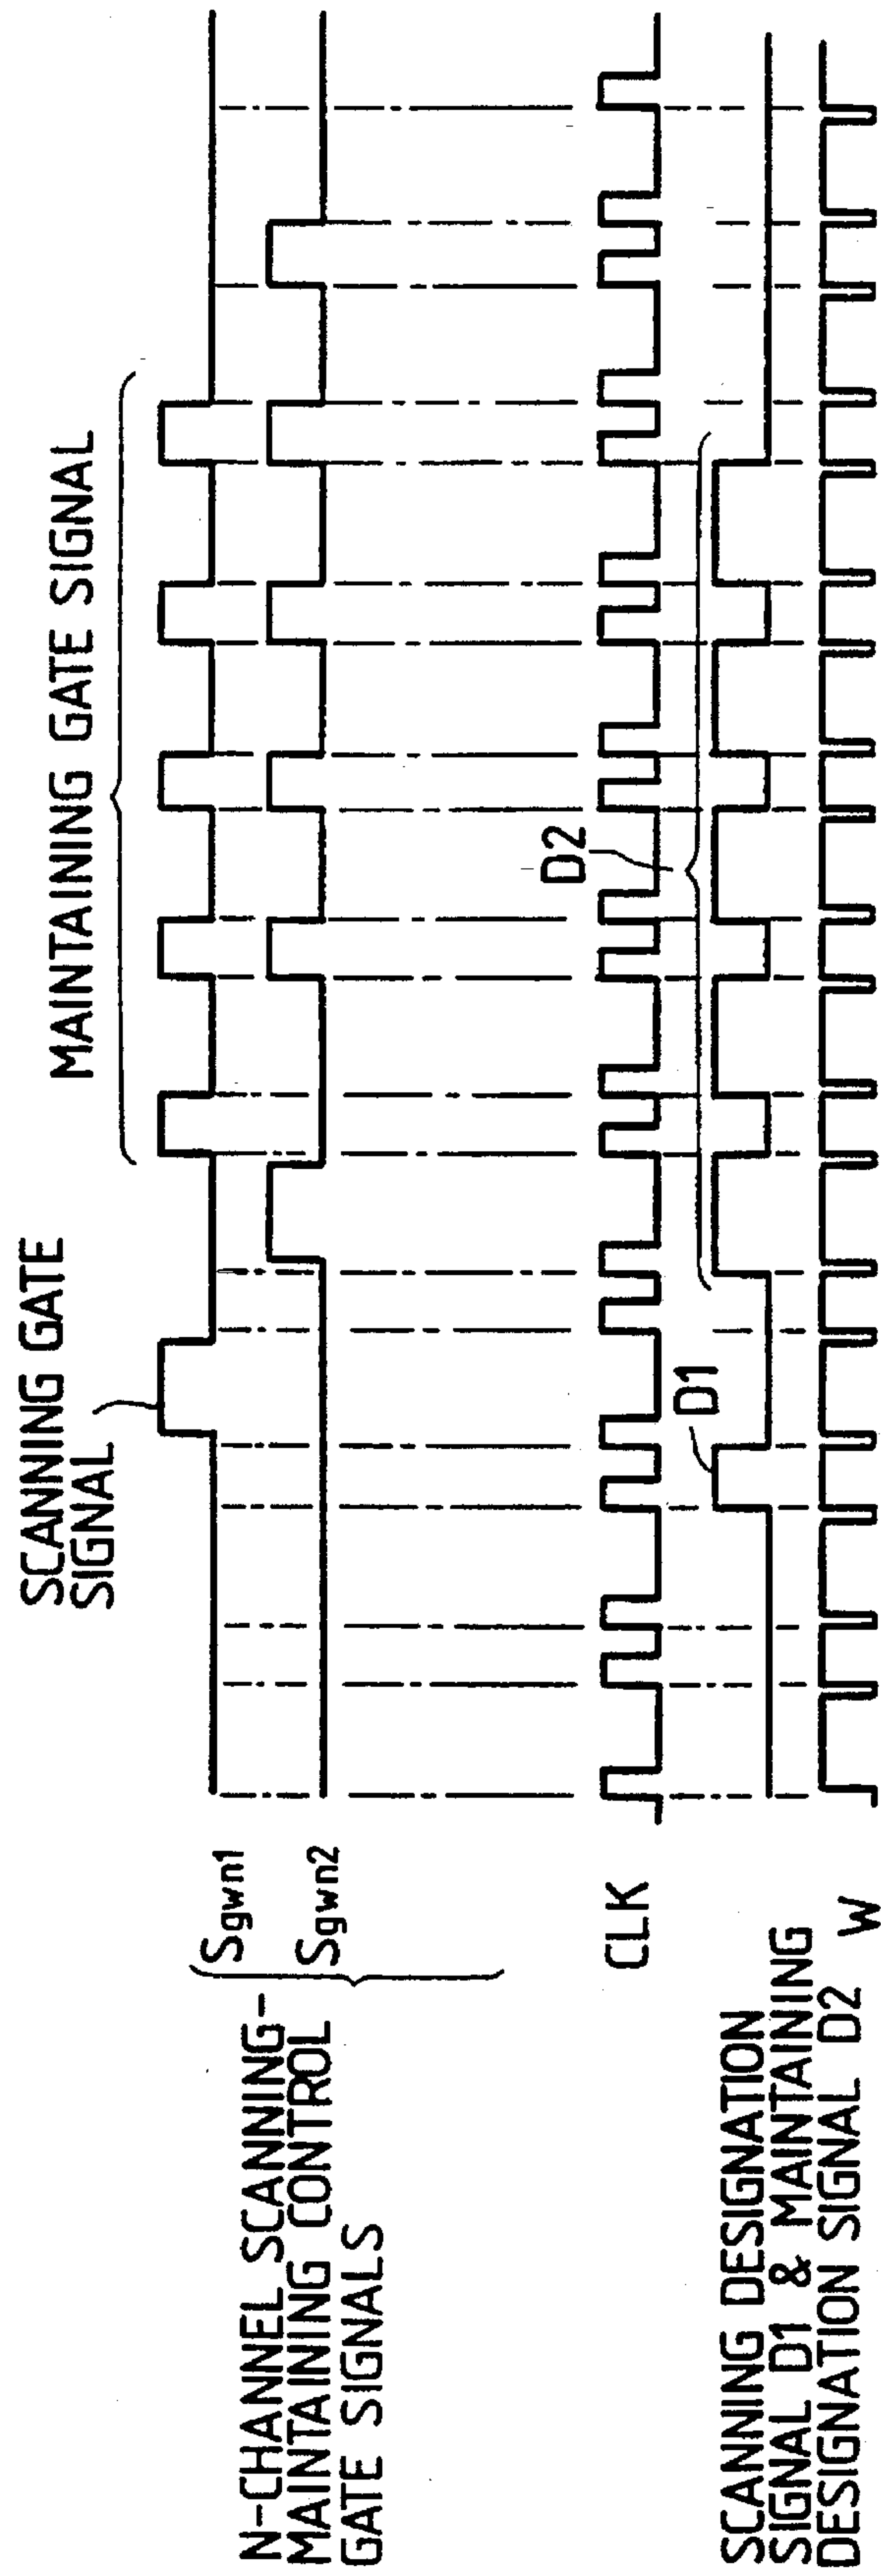 SCANNING GATE
SIGNAL
MAINTAINING GATE SIGNAL
N-CHANNEL SCANNING-
MAINTAINING CONTROL
GATE SIGNALS
Sgwn1
Sgwn2
CLK
D1
D2
SCANNING DESIGNATION
SIGNAL D1 & MAINTAINING
DESIGNATION SIGNAL D2
W